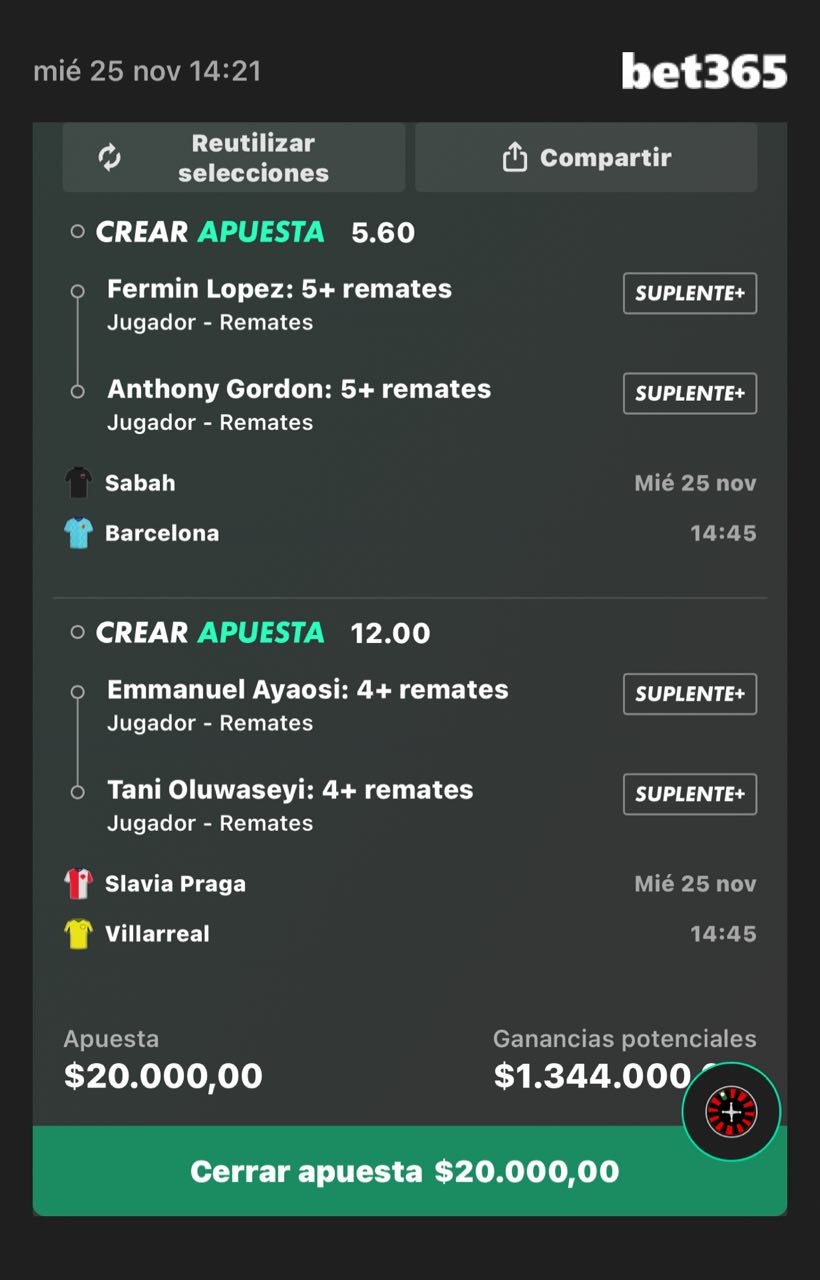 mié 25 nov 14:21
bet365
Reutilizar
selecciones
Compartir
CREAR APUESTA 5.60
Fermin Lopez: 5+ remates
SUPLENTE+
Jugador - Remates
Anthony Gordon: 5+ remates
SUPLENTE+
Jugador - Remates
Sabah
Mié 25 nov
Barcelona
14:45
CREAR APUESTA 12.00
Emmanuel Ayaosi: 4+ remates
SUPLENTE+
Jugador - Remates
Tani Oluwaseyi: 4+ remates
SUPLENTE+
Jugador - Remates
Slavia Praga
Mié 25 nov
Villarreal
14:45
Apuesta
Ganancias potenciales
$20.000,00
$1.344.000
Cerrar apuesta $20.000,00